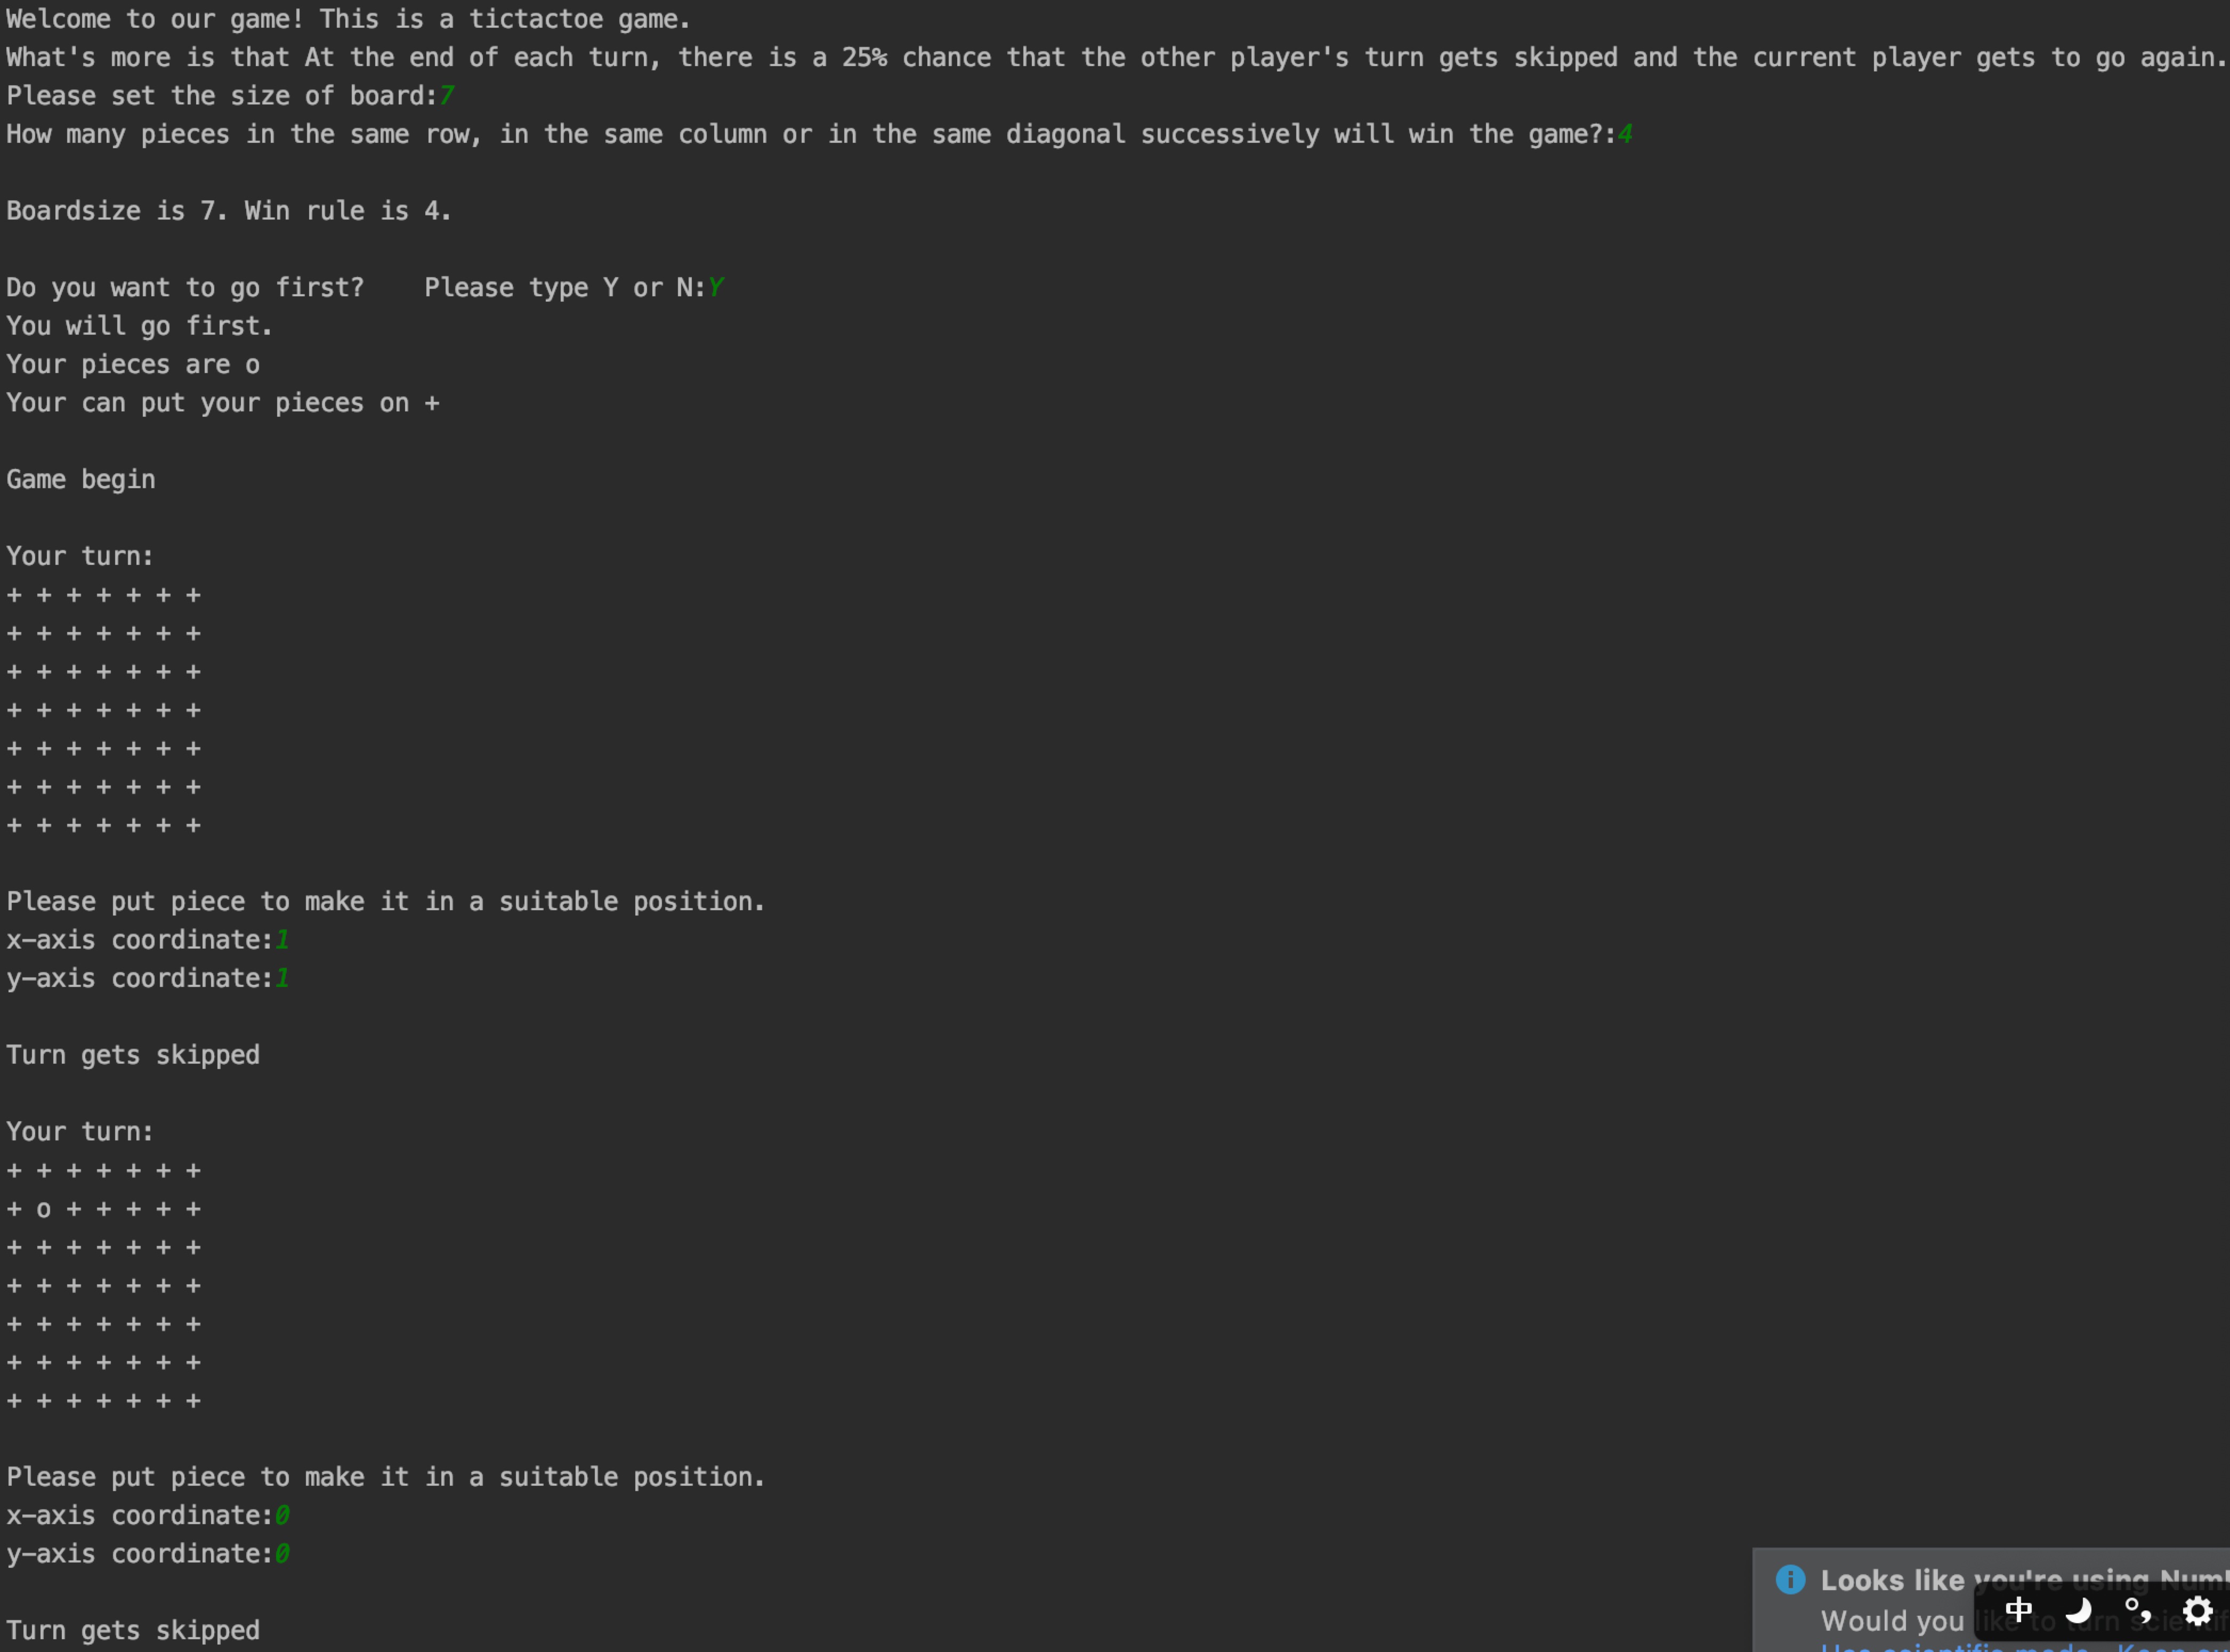 Welcome to our game! This is a tictactoe game.
What's more is that At the end of each turn, there is a 25% chance that the other player's turn gets skipped and the current player gets to go again.
Please set the size of board:7
How many pieces in the same row, in the same column or in the same diagonal successively will win the game?:4
Boardsize is 7. Win rule is 4.
Do you want to go first?    Please type Y or N:Y
You will go first.
Your pieces are o
Your can put your pieces on +
Game begin
Your turn:
+ + + + + + +
+ + + + + + +
+ + + + + + +
+ + + + + + +
+ + + + + + +
+ + + + + + +
+ + + + + + +
Please put piece to make it in a suitable position.
x-axis coordinate:1
y-axis coordinate:1
Turn gets skipped
Your turn:
+ + + + + + +
+ o + + + + +
+ + + + + + +
+ + + + + + +
+ + + + + + +
+ + + + + + +
+ + + + + + +
Please put piece to make it in a suitable position.
x-axis coordinate:0
y-axis coordinate:0
Turn gets skipped
Looks like you're using
Would you like to turn
中